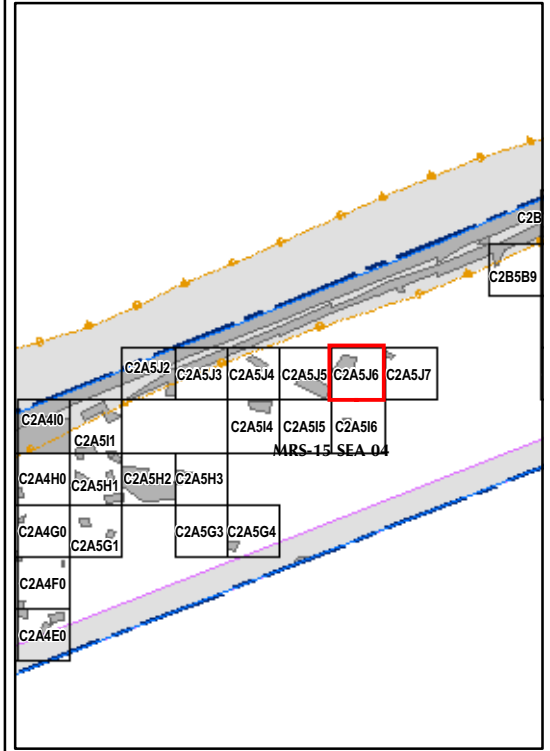 C2B
C2B5B9
C2A5J2
C2A5J3
C2A5J4
C2A5J5
C2A5J6
C2A5J7
C2A4I0
C2A5I1
C2A5I4
C2A5I5
C2A5I6
MRS-15 SEA 04
C2A4H0
C2A5H1
C2A5H2
C2A5H3
C2A4G0
C2A5G1
C2A5G3
C2A5G4
C2A4F0
C2A4E0